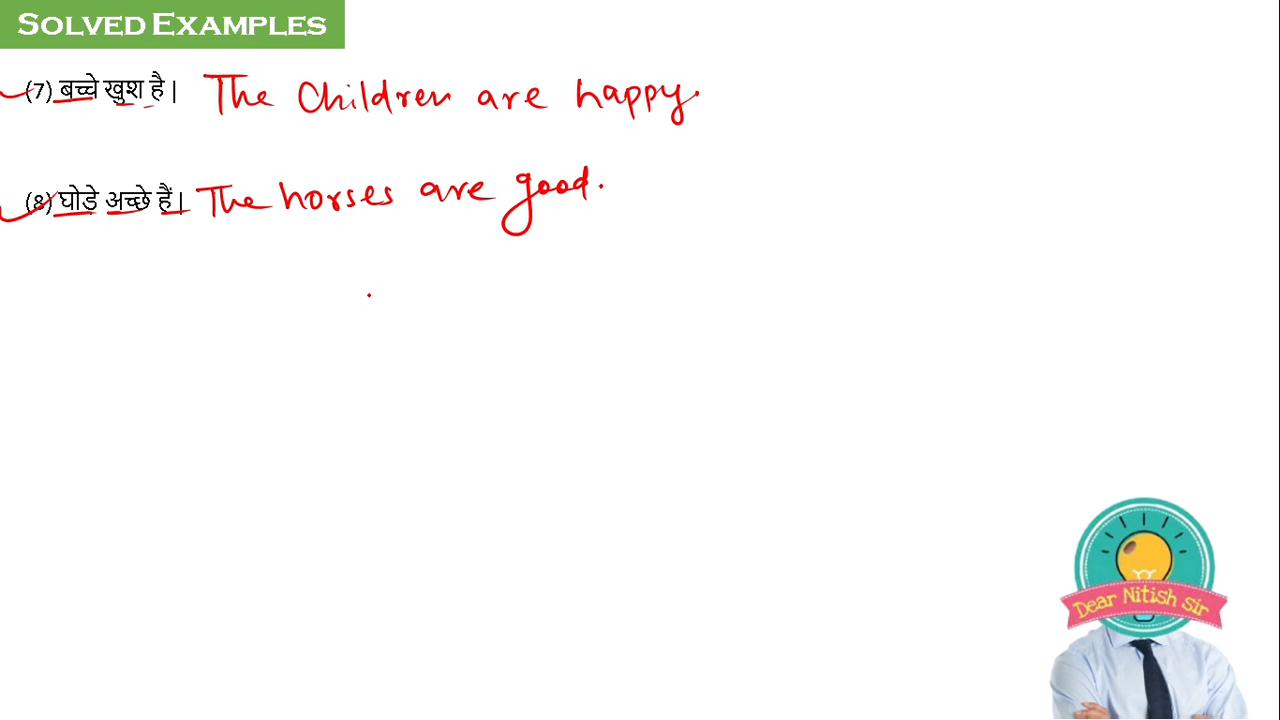 SOLVED EXAMPLES
(7) बच्चे खुश है। The Children are happy.
(8) घोडे अच्छे हैं। The horses are good.
Dear Nitish sir